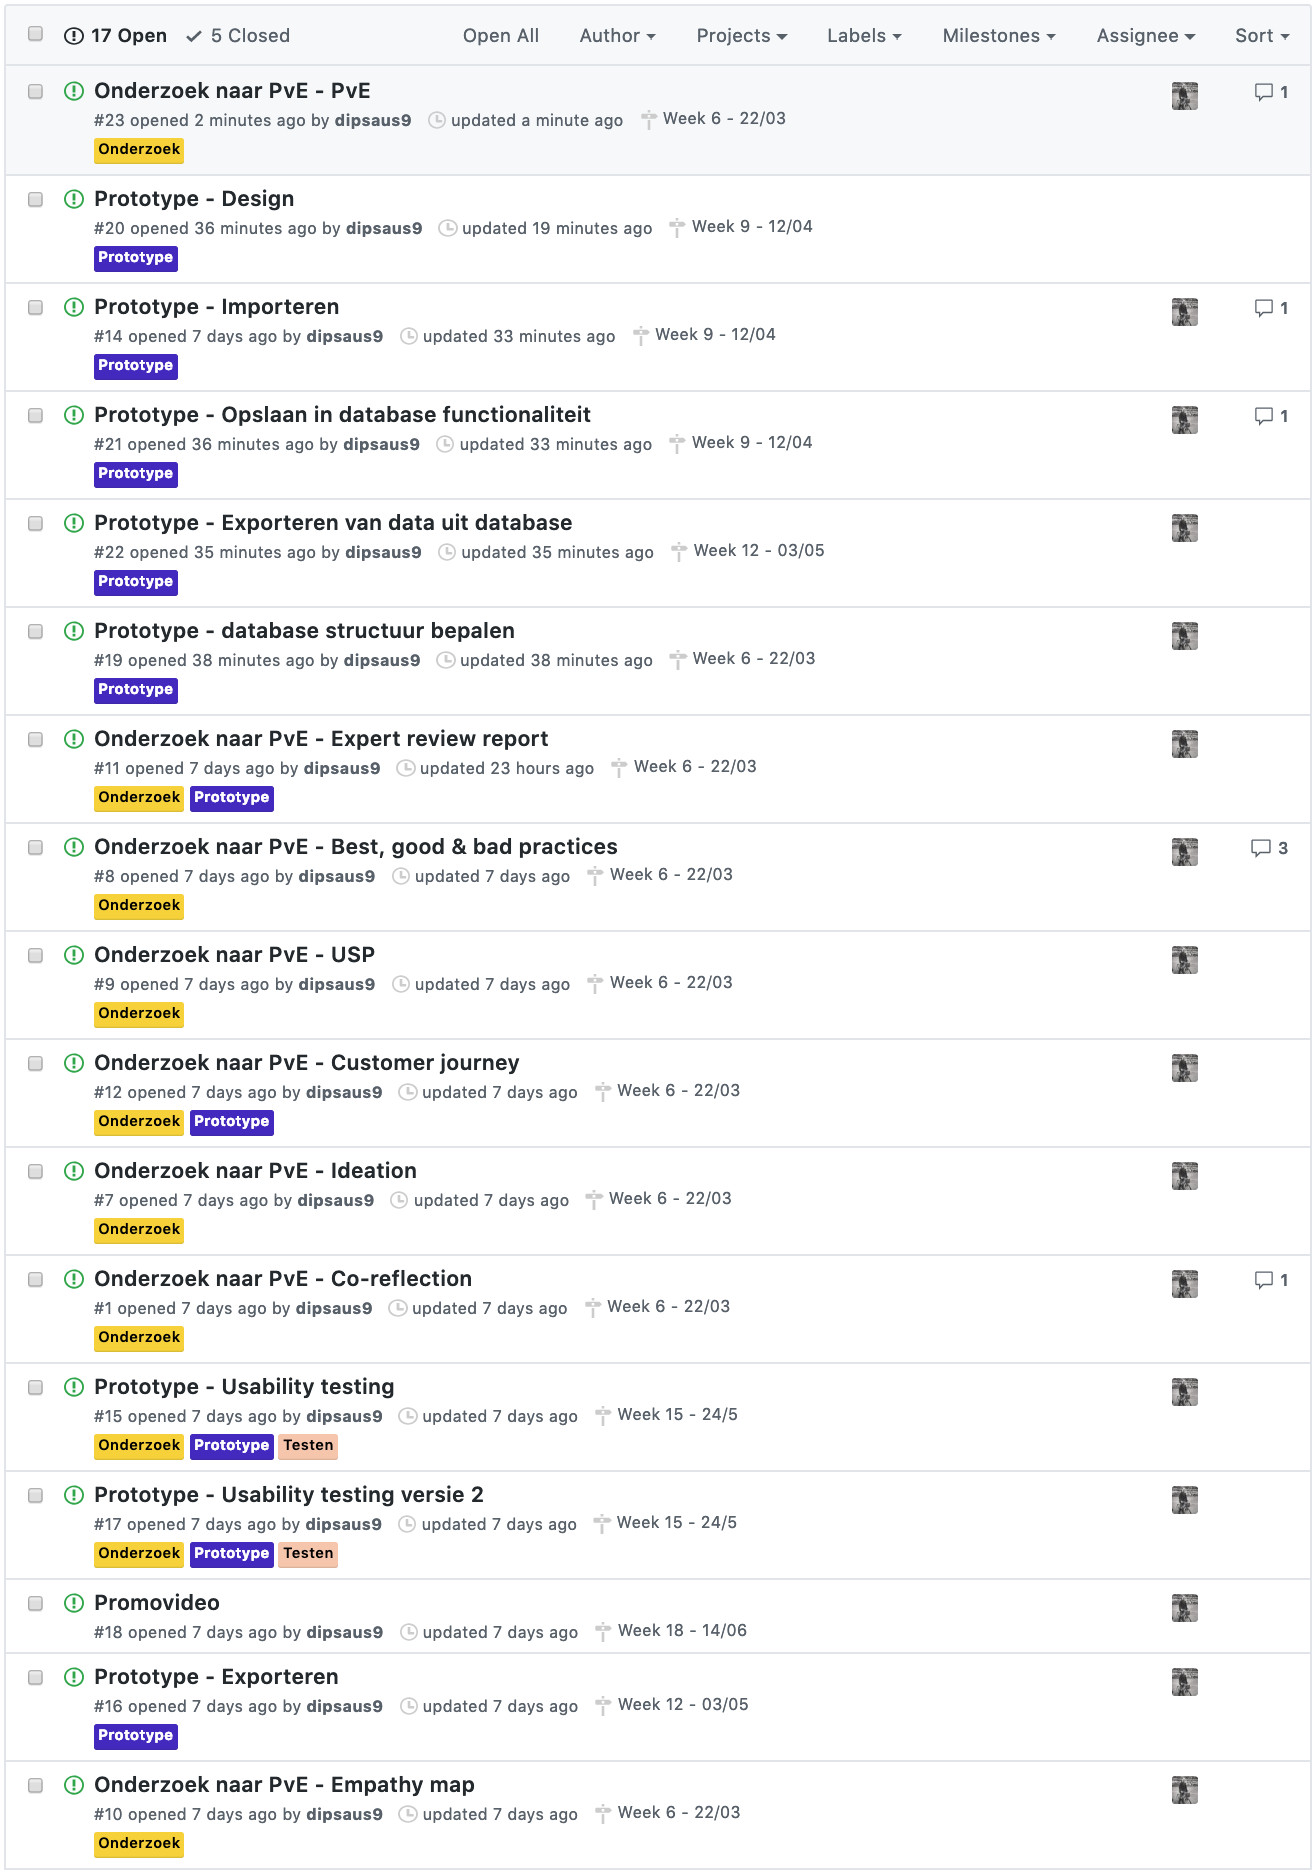 17 Open 5 Closed Open All Author Projects Labels Milestones Assignee Sort
Onderzoek naar PvE - PvE 1
#23 opened 2 minutes ago by dipsaus9 updated a minute ago Week 6 - 22/03
Onderzoek
Prototype - Design
#20 opened 36 minutes ago by dipsaus9 updated 19 minutes ago Week 9 - 12/04
Prototype
Prototype - Importeren 1
#14 opened 7 days ago by dipsaus9 updated 33 minutes ago Week 9 - 12/04
Prototype
Prototype - Opslaan in database functionaliteit 1
#21 opened 36 minutes ago by dipsaus9 updated 33 minutes ago Week 9 - 12/04
Prototype
Prototype - Exporteren van data uit database
#22 opened 35 minutes ago by dipsaus9 updated 35 minutes ago Week 12 - 03/05
Prototype
Prototype - database structuur bepalen
#19 opened 38 minutes ago by dipsaus9 updated 38 minutes ago Week 6 - 22/03
Prototype
Onderzoek naar PvE - Expert review report
#11 opened 7 days ago by dipsaus9 updated 23 hours ago Week 6 - 22/03
Onderzoek Prototype
Onderzoek naar PvE - Best, good & bad practices 3
#8 opened 7 days ago by dipsaus9 updated 7 days ago Week 6 - 22/03
Onderzoek
Onderzoek naar PvE - USP
#9 opened 7 days ago by dipsaus9 updated 7 days ago Week 6 - 22/03
Onderzoek
Onderzoek naar PvE - Customer journey
#12 opened 7 days ago by dipsaus9 updated 7 days ago Week 6 - 22/03
Onderzoek Prototype
Onderzoek naar PvE - Ideation
#7 opened 7 days ago by dipsaus9 updated 7 days ago Week 6 - 22/03
Onderzoek
Onderzoek naar PvE - Co-reflection 1
#1 opened 7 days ago by dipsaus9 updated 7 days ago Week 6 - 22/03
Onderzoek
Prototype - Usability testing
#15 opened 7 days ago by dipsaus9 updated 7 days ago Week 15 - 24/5
Onderzoek Prototype Testen
Prototype - Usability testing versie 2
#17 opened 7 days ago by dipsaus9 updated 7 days ago Week 15 - 24/5
Onderzoek Prototype Testen
Promovideo
#18 opened 7 days ago by dipsaus9 updated 7 days ago Week 18 - 14/06
Prototype - Exporteren
#16 opened 7 days ago by dipsaus9 updated 7 days ago Week 12 - 03/05
Prototype
Onderzoek naar PvE - Empathy map
#10 opened 7 days ago by dipsaus9 updated 7 days ago Week 6 - 22/03
Onderzoek